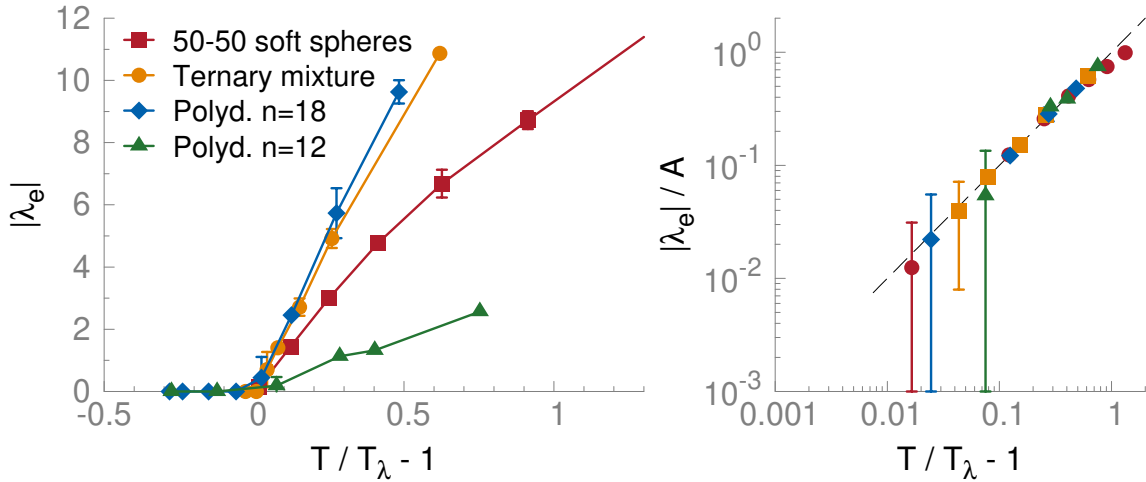 12
10
8
6
4
2
0
|λe|
50-50 soft spheres
Ternary mixture
Polyd. n=18
Polyd. n=12
-0.5
0
0.5
1
T / Tλ - 1
10^0
10^-1
10^-2
10^-3
|λe| / A
0.001
0.01
0.1
1
T / Tλ - 1